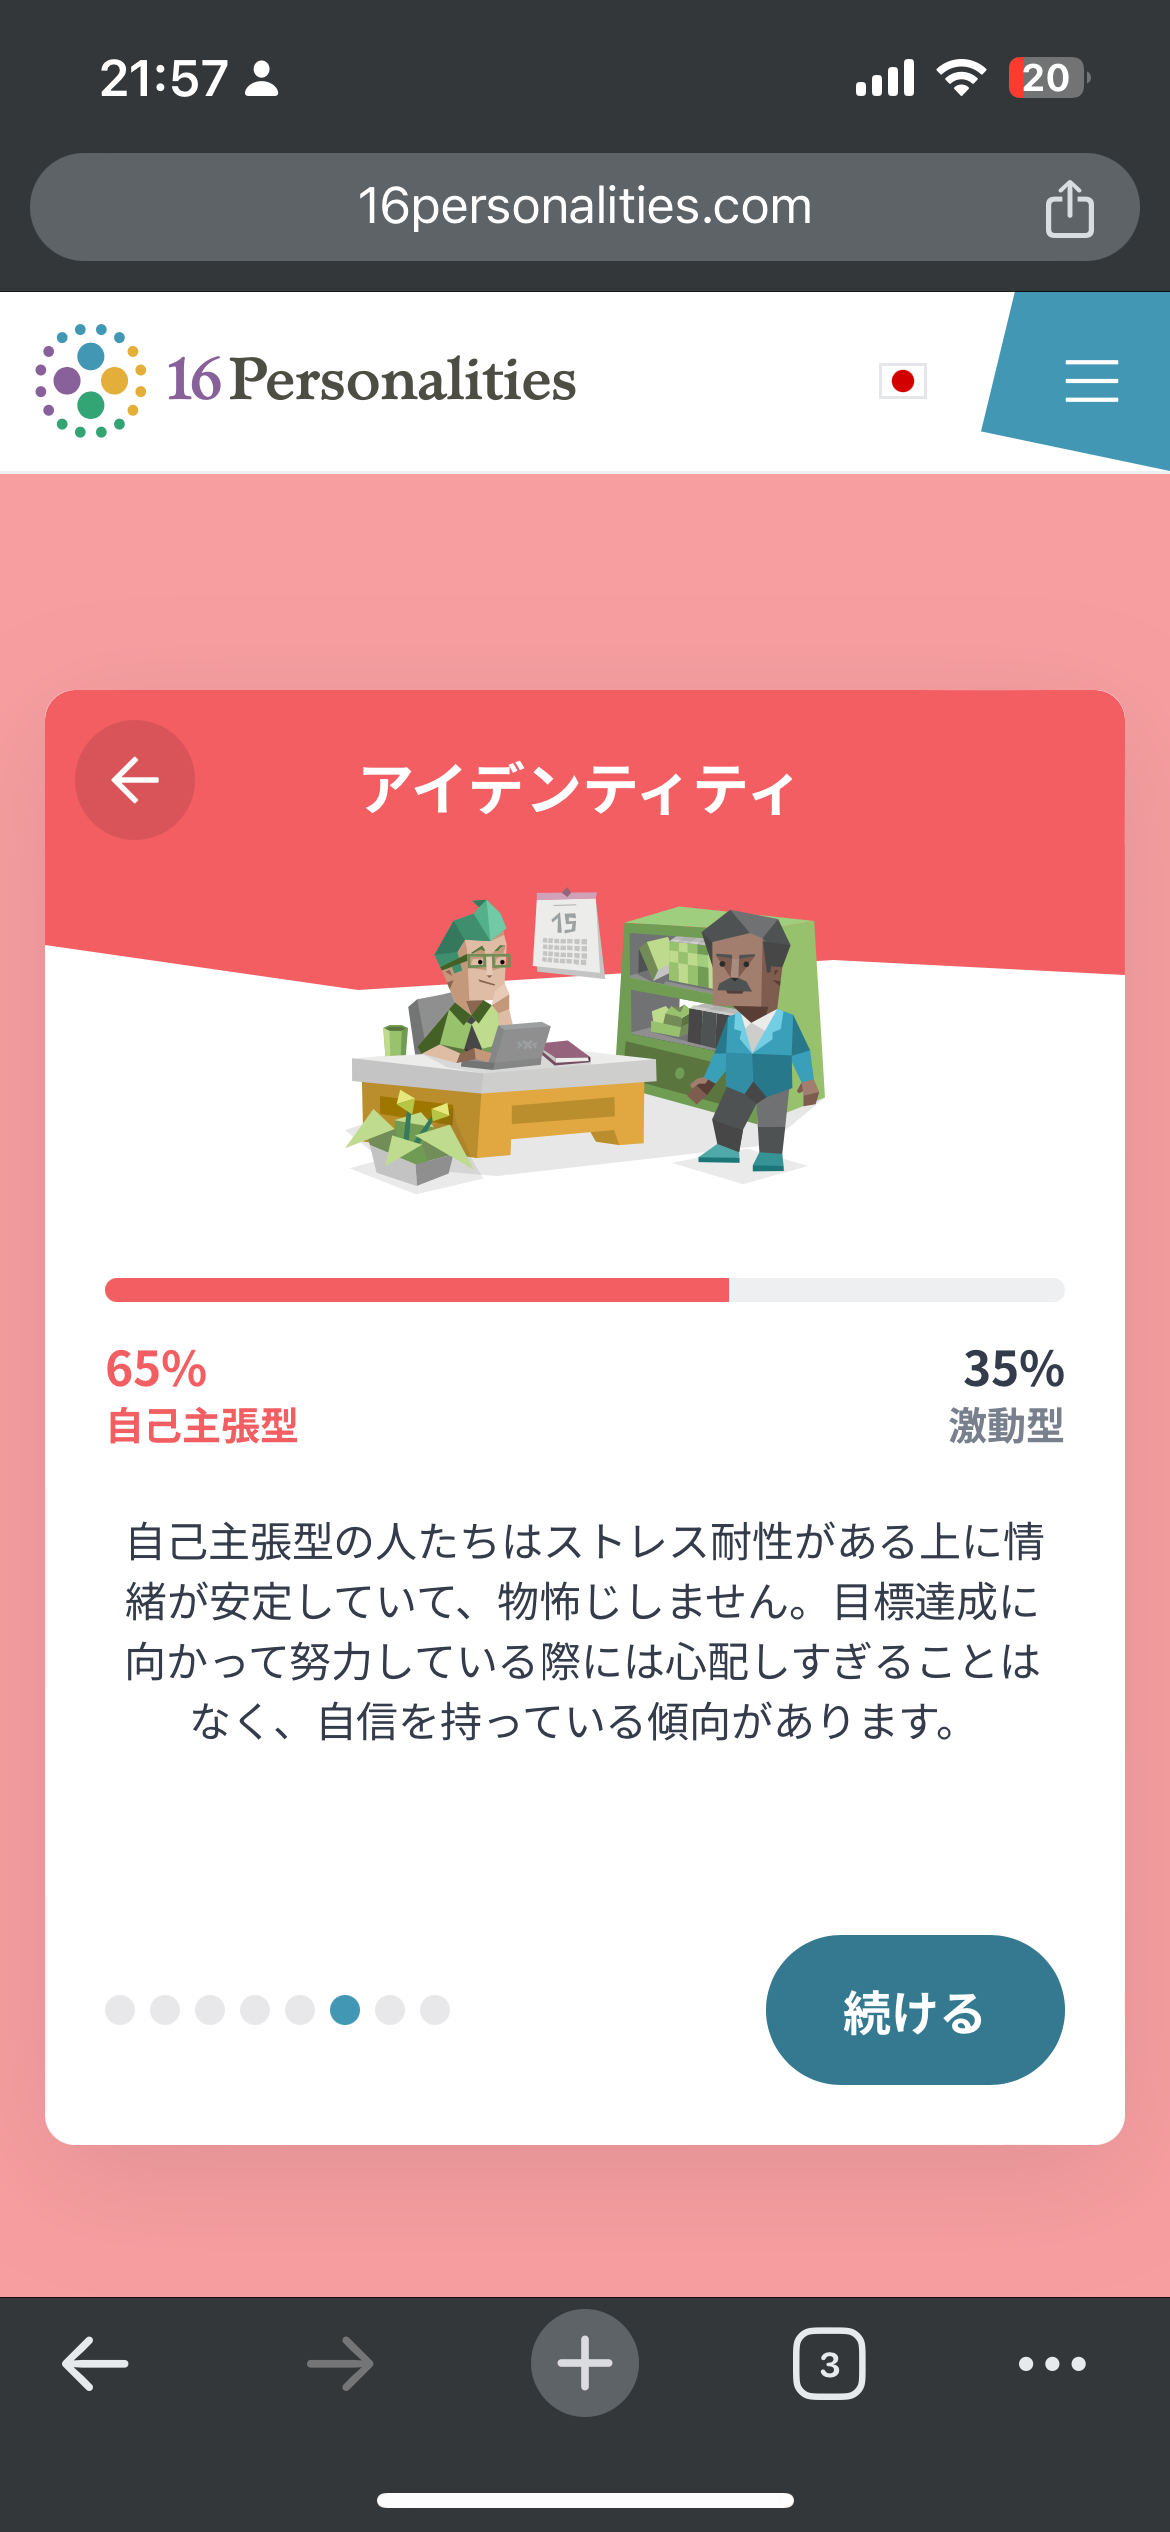 21:57
20
16personalities.com
16Personalities
アイデンティティ
15
65%
35%
自己主張型
激動型
自己主張型の人たちはストレス耐性がある上に情
緒が安定していて、物怖じしません。目標達成に
向かって努力している際には心配しすぎることは
なく、自信を持っている傾向があります。
続ける
3